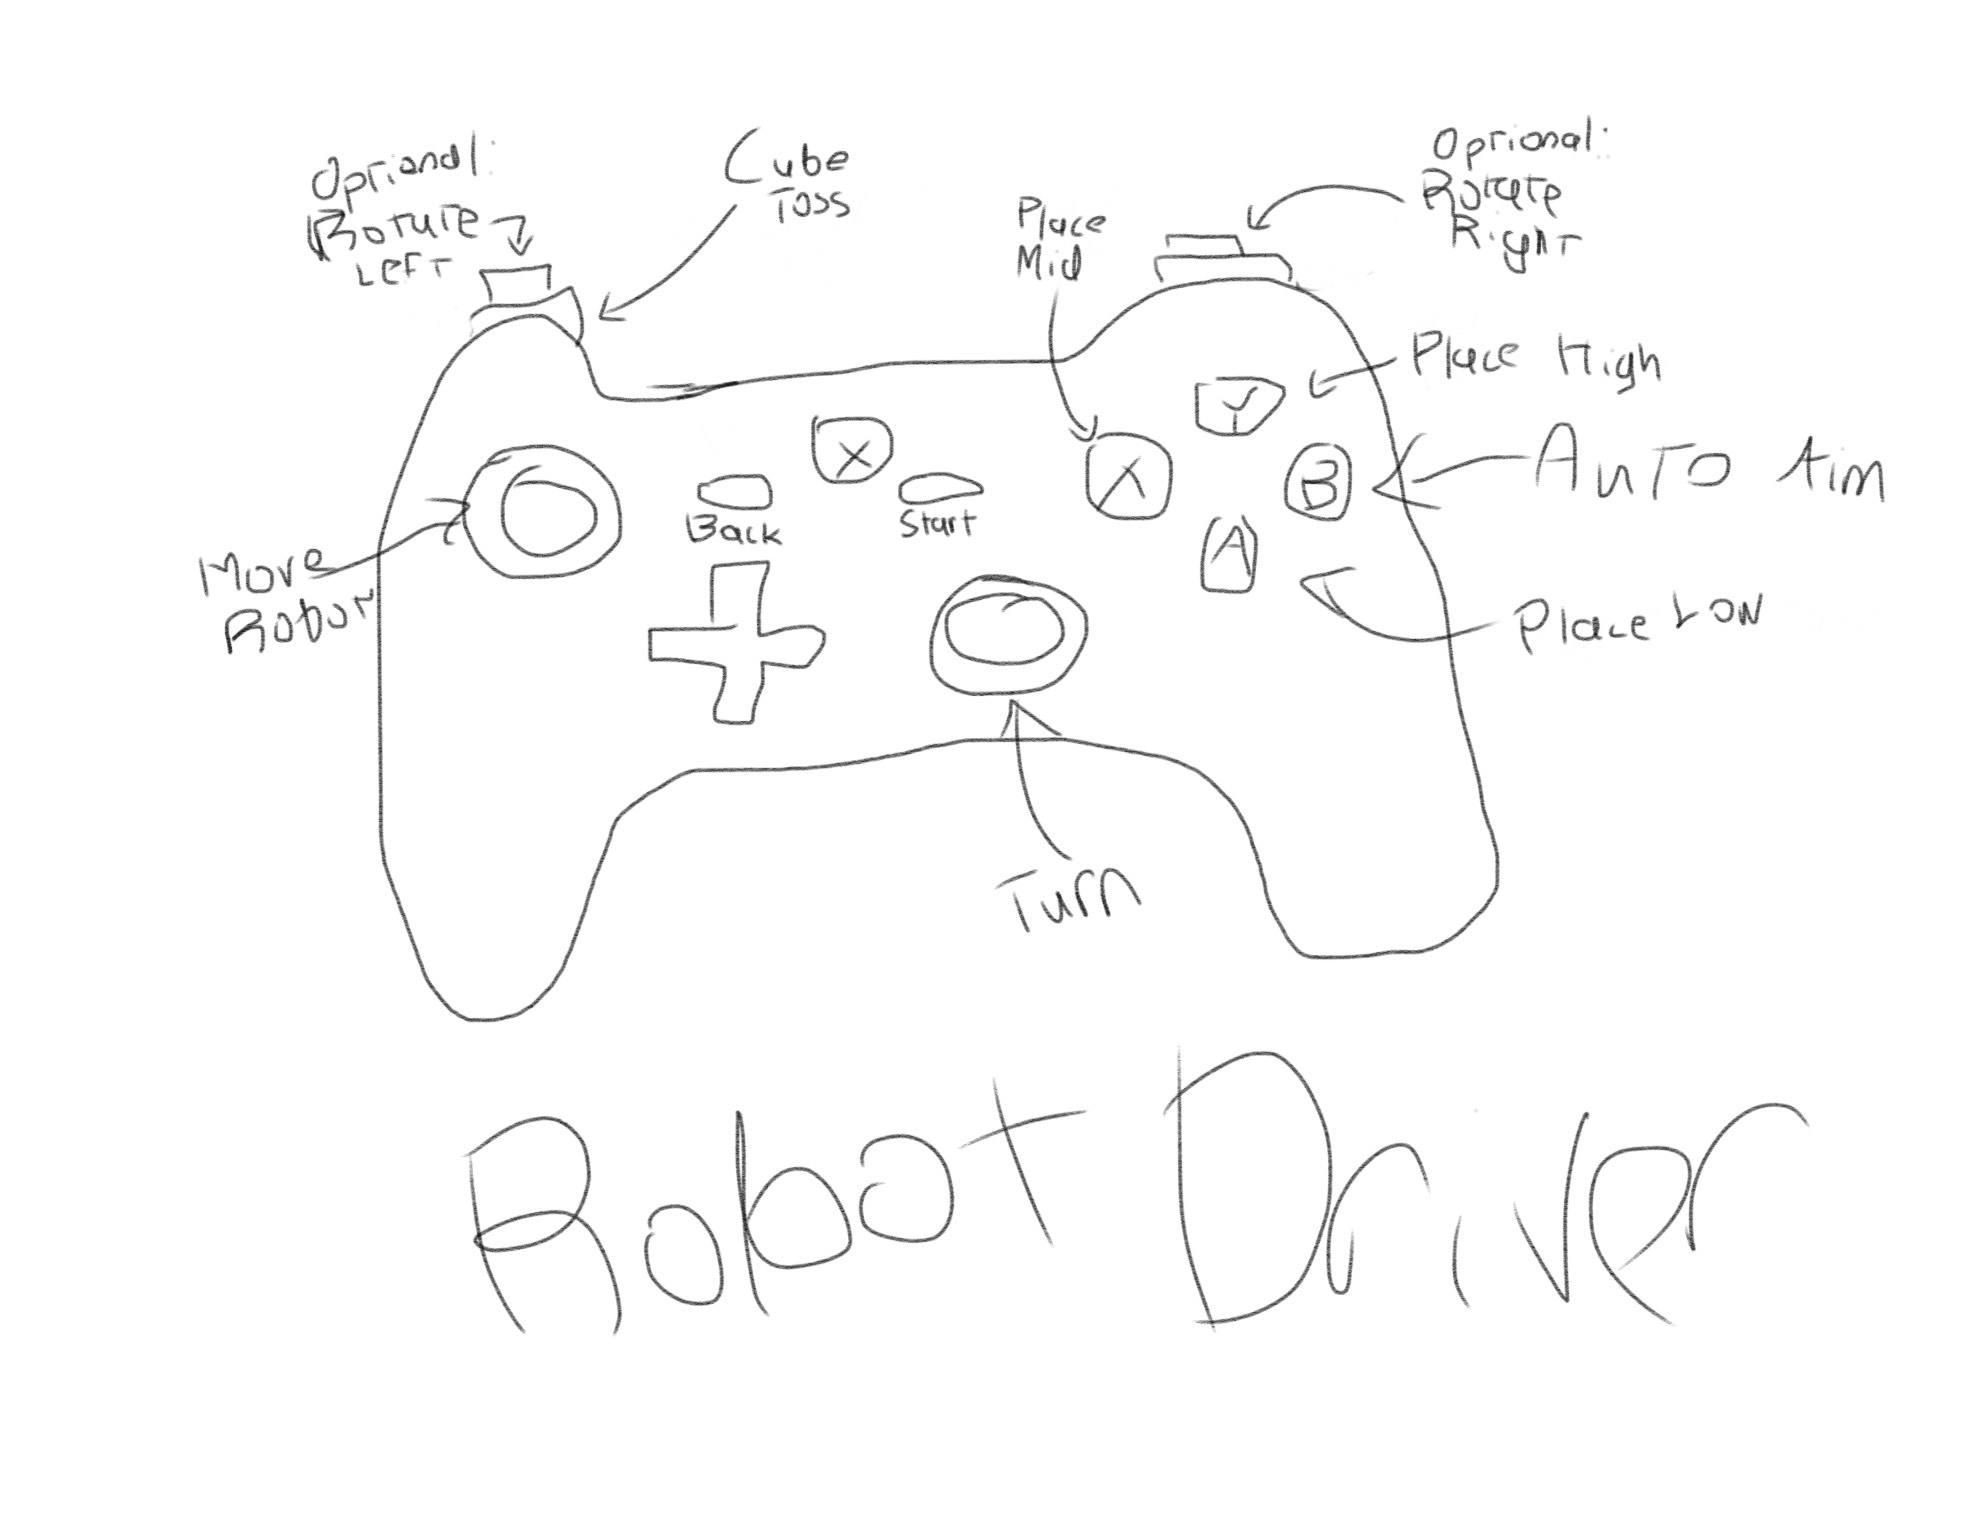 Optional:
Rotate
Left
Cube
Toss
Place
Mid
Optional:
Rotate
Right
Place High
Y
X
X
B
Auto Aim
Back
Start
A
Move
Robot
Place Low
Turn
Robot Driver